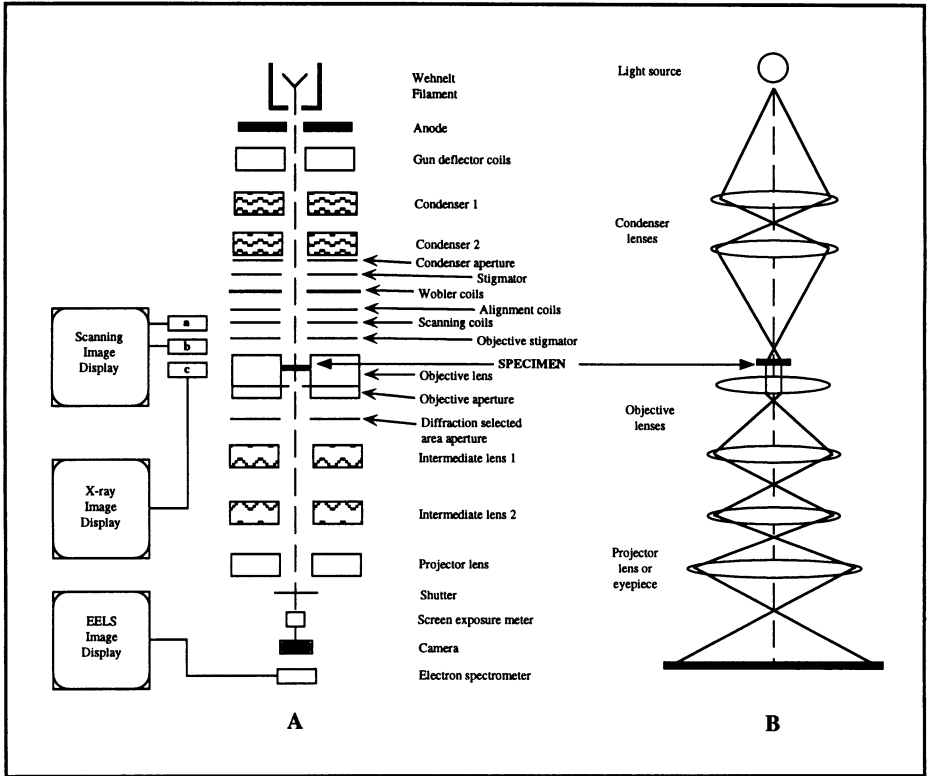 Wehnelt
Filament
Anode
Gun deflector coils
Condenser 1
Condenser 2
Condenser aperture
Stigmator
Wobler coils
Alignment coils
Scanning coils
Objective stigmator
SPECIMEN
Objective lens
Objective aperture
Diffraction selected
area aperture
Intermediate lens 1
Intermediate lens 2
Projector lens
Shutter
Screen exposure meter
Camera
Electron spectrometer
a
b
c
Scanning
Image
Display
X-ray
Image
Display
EELS
Image
Display
A
Light source
Condenser
lenses
Objective
lenses
Projector
lens or
eyepiece
B